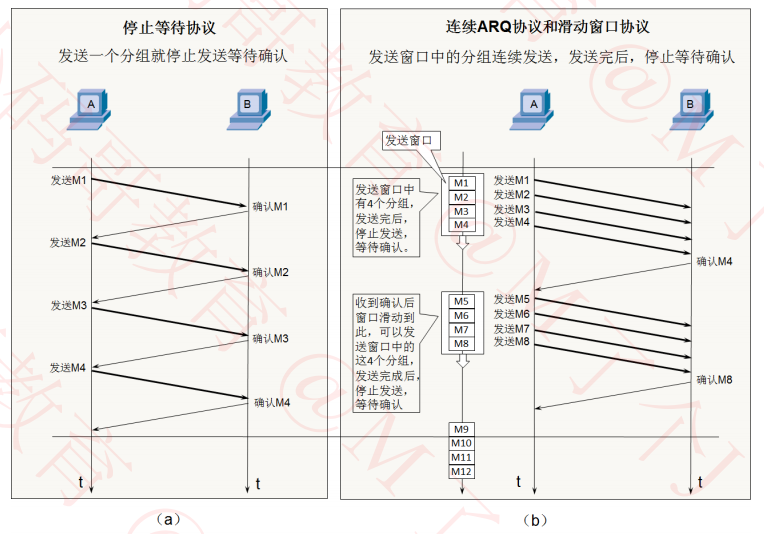 停止等待协议
发送一个分组就停止发送等待确认
A
B
发送M1
确认M1
发送M2
确认M2
发送M3
确认M3
发送M4
确认M4
t
t
(a)
连续ARQ协议和滑动窗口协议
发送窗口中的分组连续发送，发送完后，停止等待确认
A
B
发送窗口
发送窗口中
有4个分组，
发送完后，
停止发送，
等待确认。
M1
M2
M3
M4
发送M1
发送M2
发送M3
发送M4
确认M4
收到确认后
窗口滑动到
此，可以发
送窗口中的
这4个分组，
发送完成后，
停止发送，
等待确认
M5
M6
M7
M8
发送M5
发送M6
发送M7
发送M8
确认M8
M9
M10
M11
M12
t
t
(b)